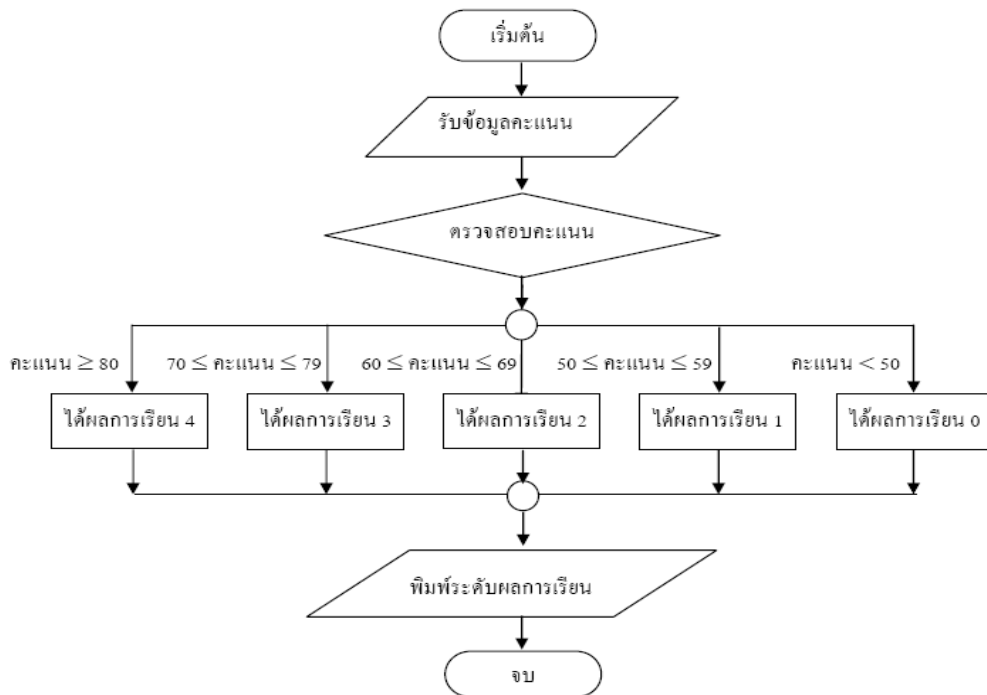 เริ่มต้น
รับข้อมูลคะแนน
ตรวจสอบคะแนน
คะแนน ≥ 80
70 ≤ คะแนน ≤ 79
60 ≤ คะแนน ≤ 69
50 ≤ คะแนน ≤ 59
คะแนน < 50
ได้ผลการเรียน 4
ได้ผลการเรียน 3
ได้ผลการเรียน 2
ได้ผลการเรียน 1
ได้ผลการเรียน 0
พิมพ์ระดับผลการเรียน
จบ